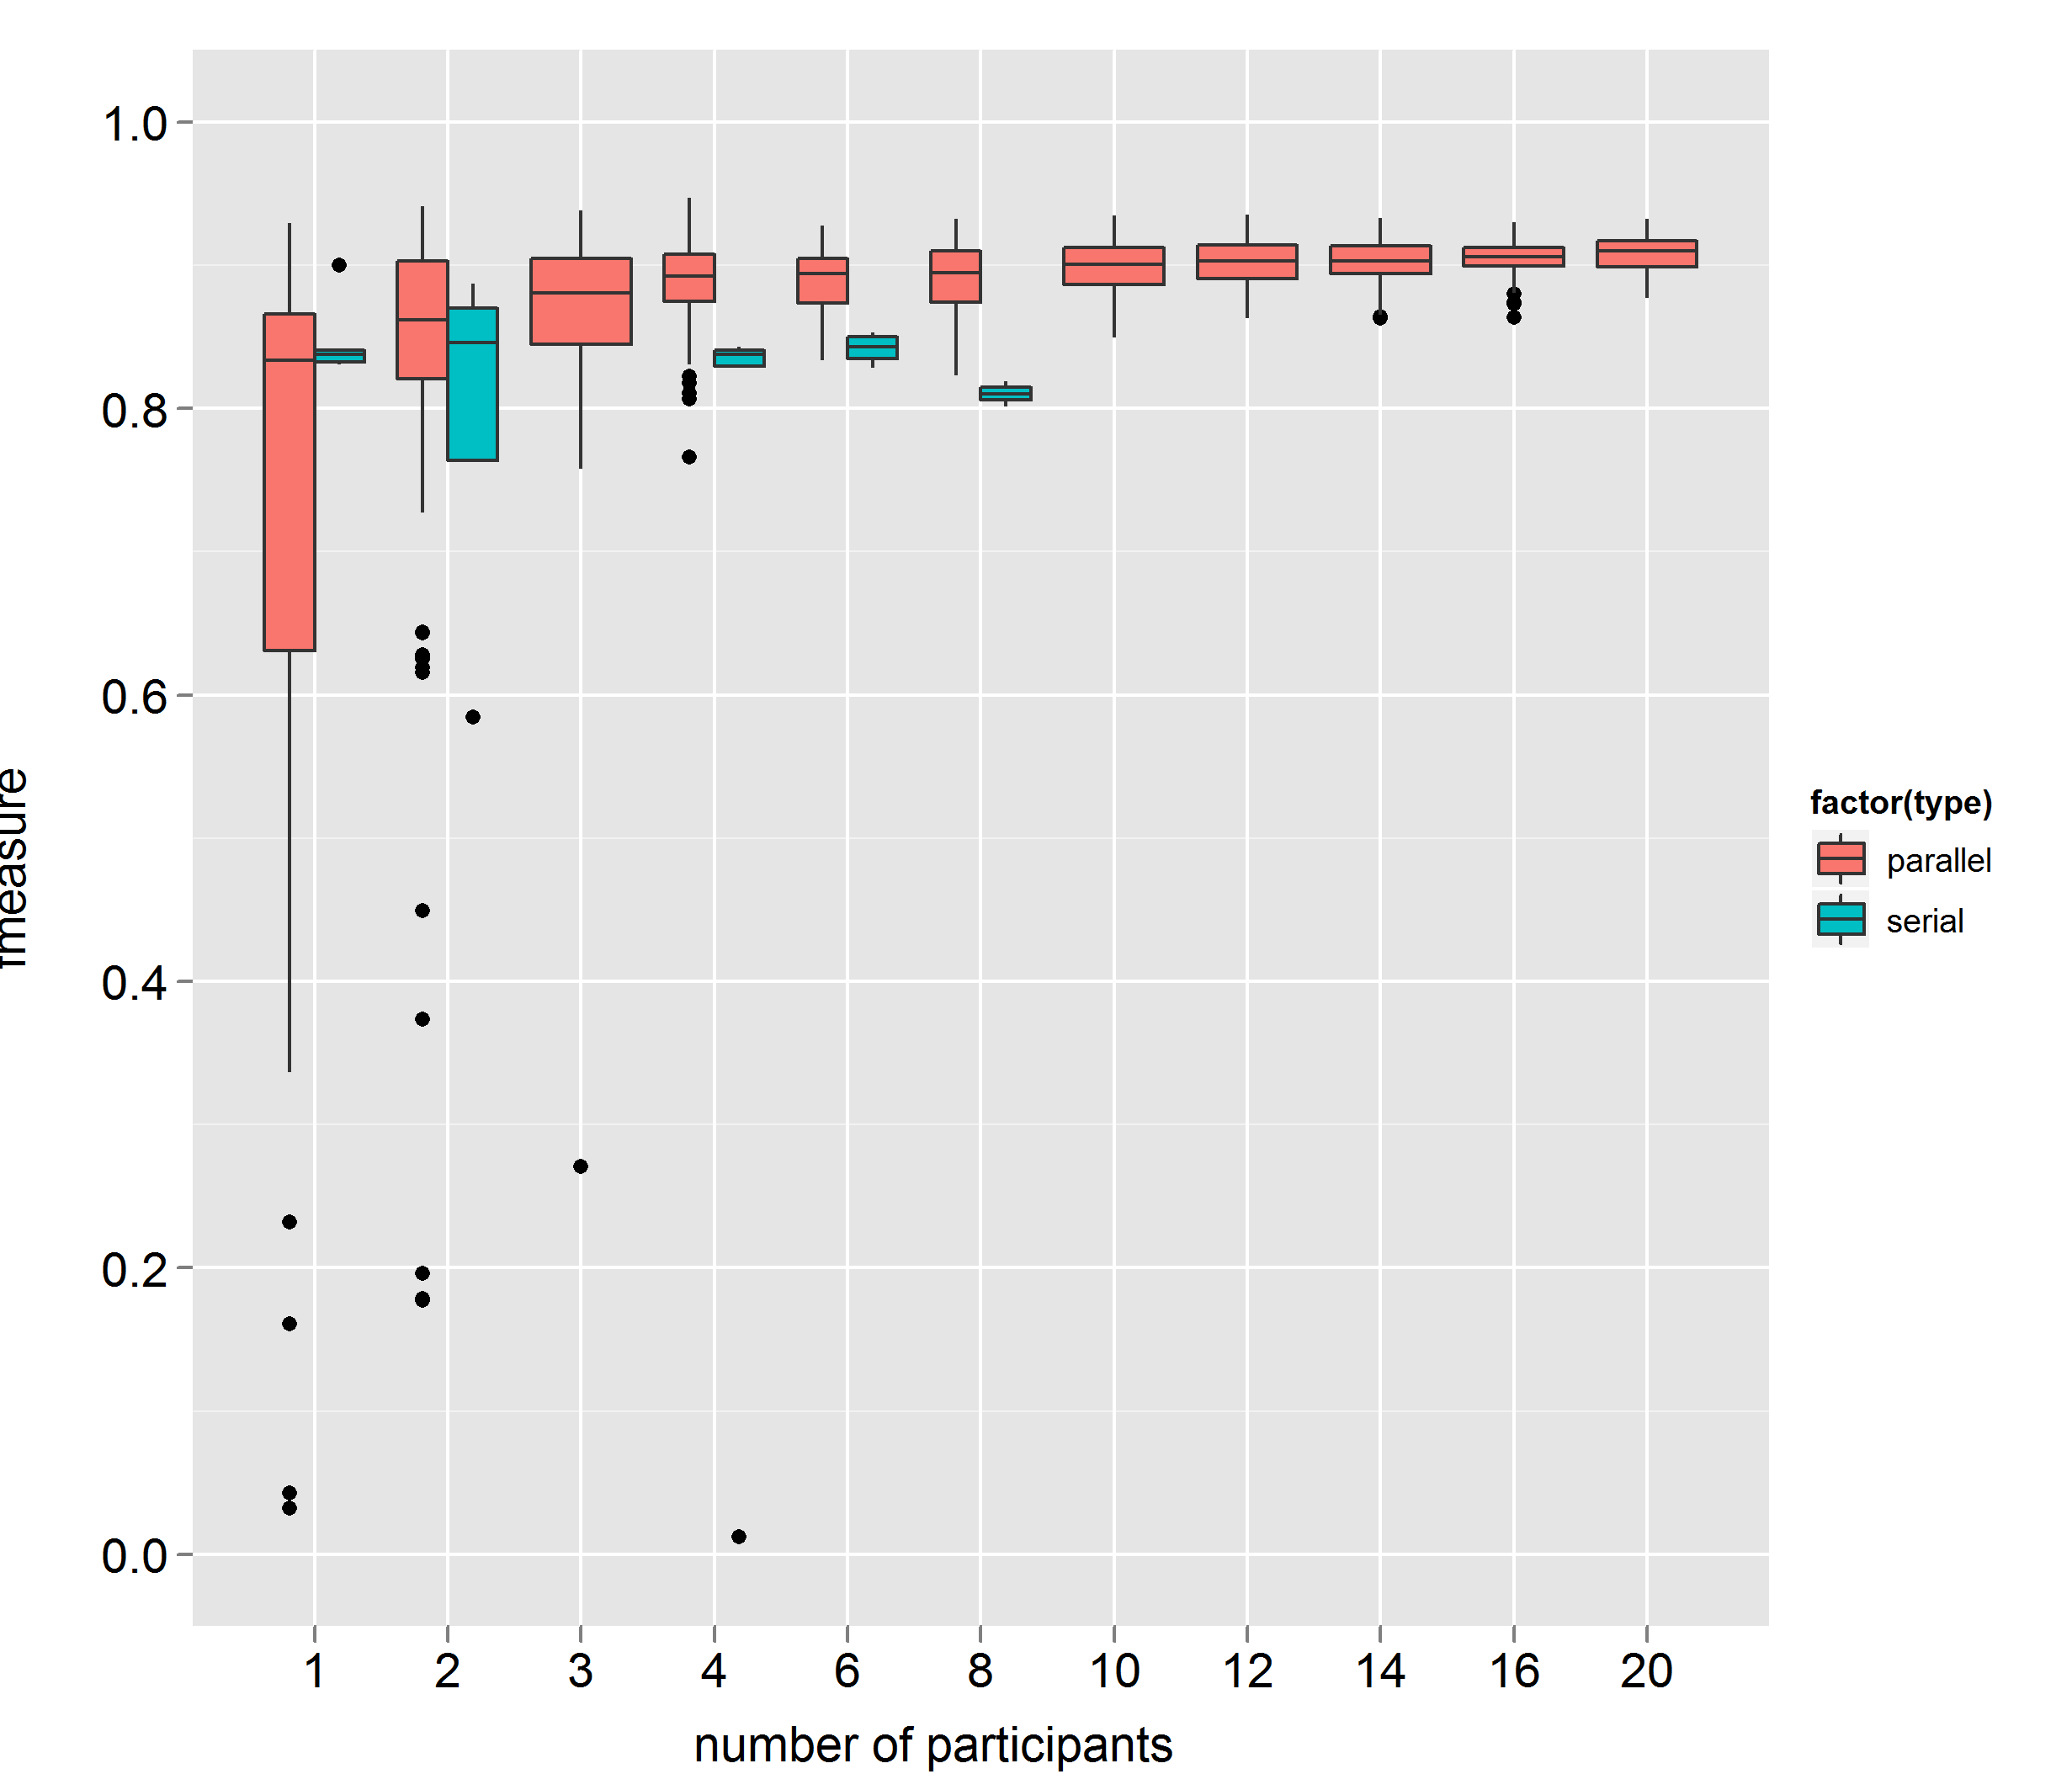 1.0
0.8
0.6
0.4
0.2
0.0
fmeasure
1 2 3 4 6 8 10 12 14 16 20
number of participants
factor(type)
parallel
serial